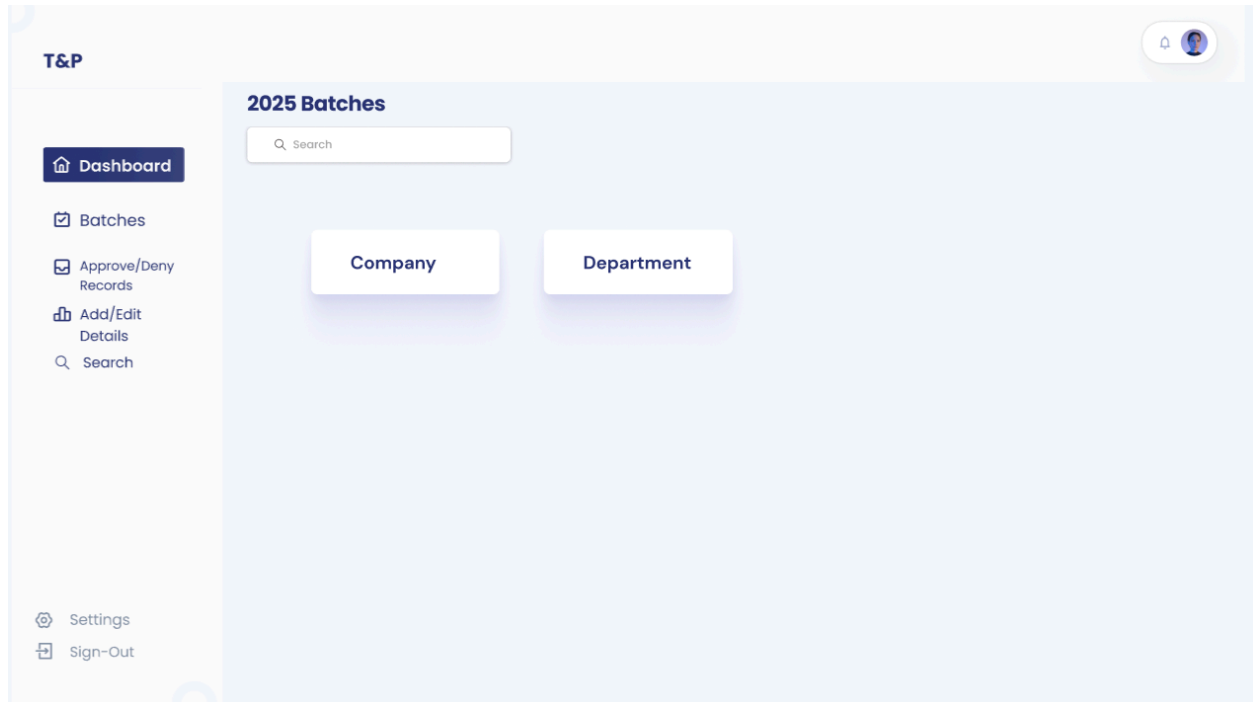 T&P
2025 Batches
Search
Dashboard
Batches
Approve/Deny
Records
Add/Edit
Details
Search
Company
Department
Settings
Sign-Out